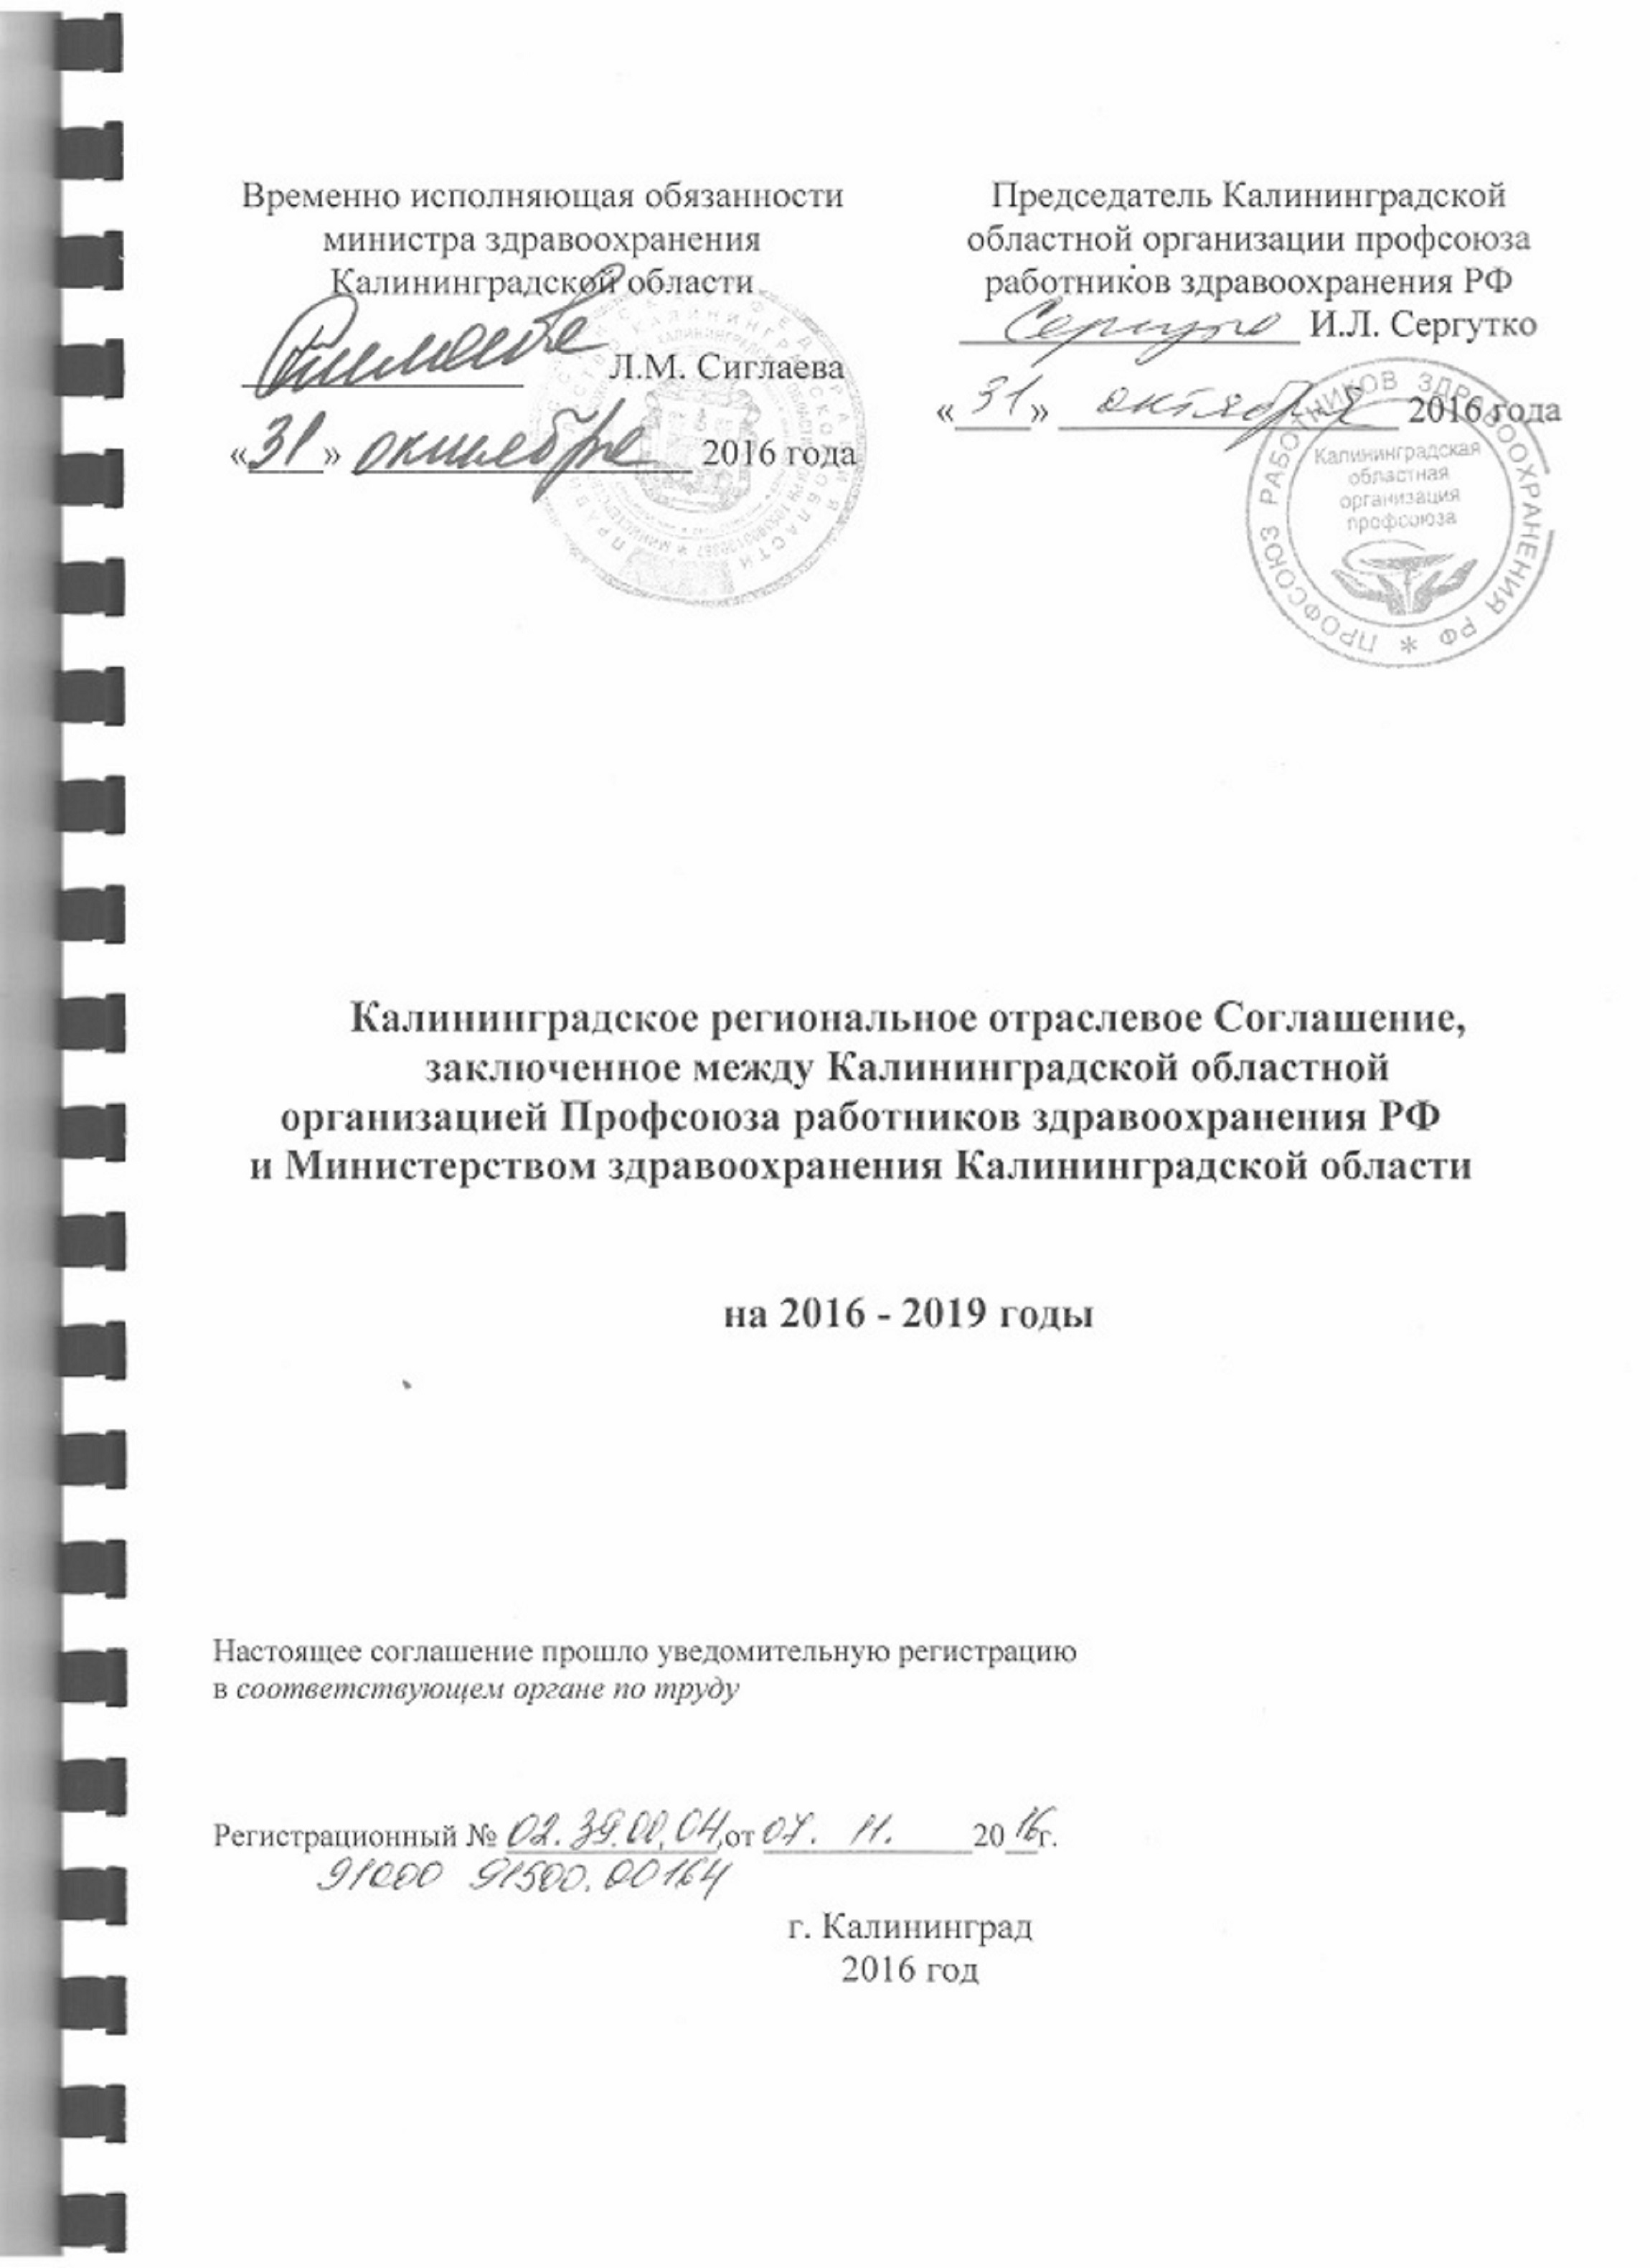 Временно исполняющая обязанности
министра здравоохранения
Калининградской области
Л.М. Сиглаева
«31» октября 2016 года
Председатель Калининградской
областной организации профсоюза
работников здравоохранения РФ
Сергутко И.Л. Сергутко
«31» октября 2016 года
ПРОФСОЮЗ РАБОТНИКОВ ЗДРАВООХРАНЕНИЯ РФ *
Калининградская
областная
организация
профсоюза
Калининградское региональное отраслевое Соглашение,
заключенное между Калининградской областной
организацией Профсоюза работников здравоохранения РФ
и Министерством здравоохранения Калининградской области
на 2016 - 2019 годы
Настоящее соглашение прошло уведомительную регистрацию
в соответствующем органе по труду
Регистрационный № 02.39.00.04 от 07. 11. 2016г.
91000 91500.00164
г. Калининград
2016 год